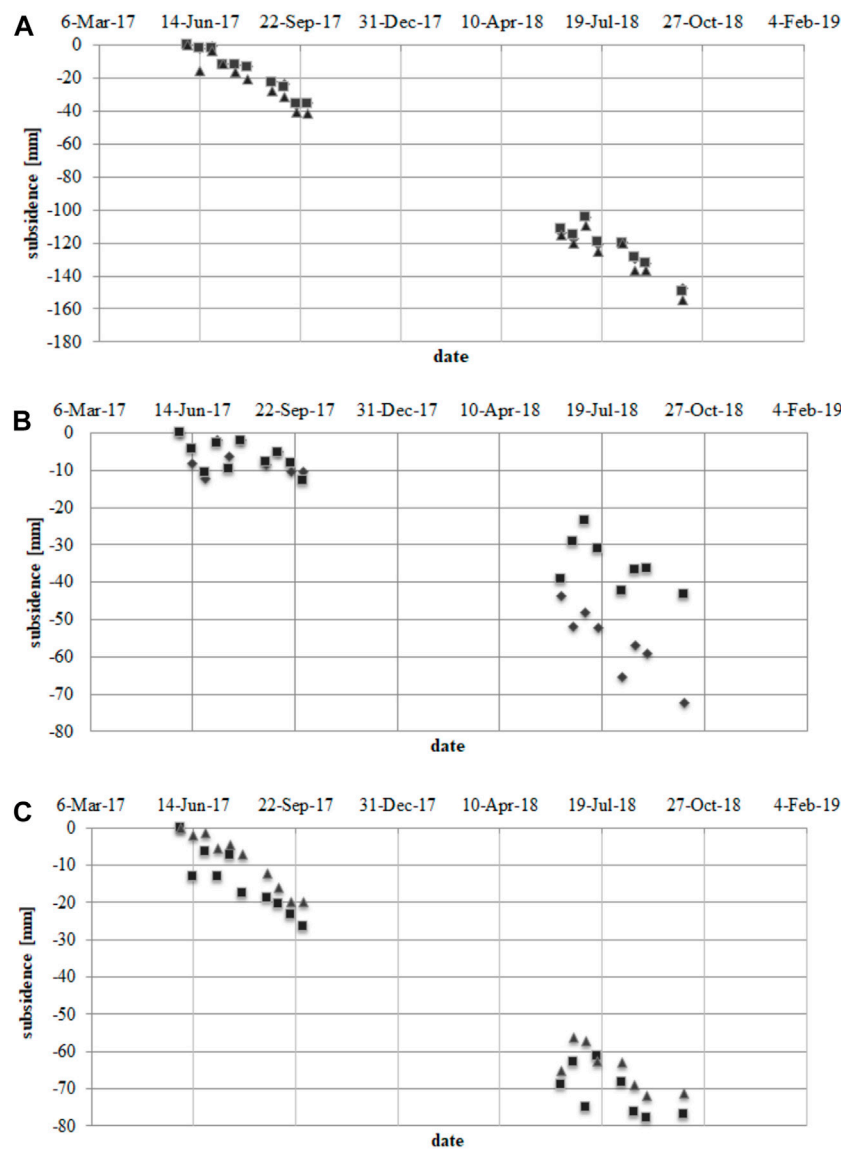 A
6-Mar-17 14-Jun-17 22-Sep-17 31-Dec-17 10-Apr-18 19-Jul-18 27-Oct-18 4-Feb-19
0
-20
-40
-60
-80
-100
-120
-140
-160
-180
subsidence [mm]
date
B
6-Mar-17 14-Jun-17 22-Sep-17 31-Dec-17 10-Apr-18 19-Jul-18 27-Oct-18 4-Feb-19
0
-10
-20
-30
-40
-50
-60
-70
-80
subsidence [mm]
date
C
6-Mar-17 14-Jun-17 22-Sep-17 31-Dec-17 10-Apr-18 19-Jul-18 27-Oct-18 4-Feb-19
0
-10
-20
-30
-40
-50
-60
-70
-80
subsidence [mm]
date